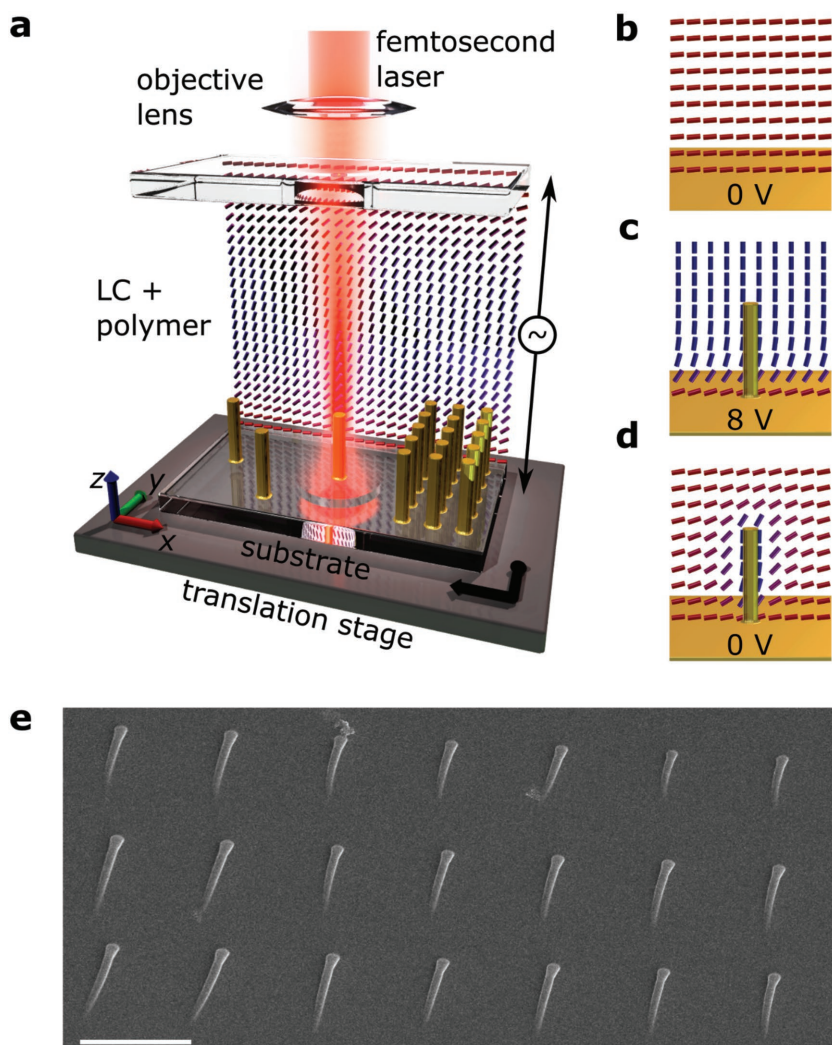 a
femtosecond
laser
objective
lens
LC +
polymer
~
z
y
x
substrate
translation stage
b
0 V
c
8 V
d
0 V
e